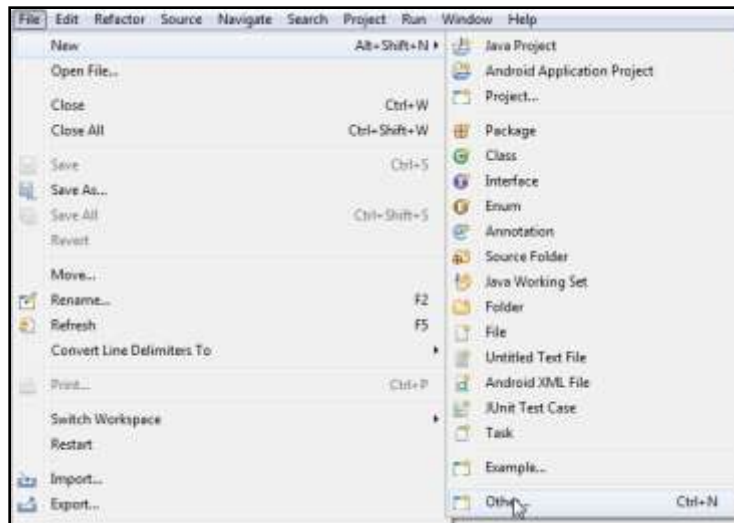 File Edit Refactor Source Navigate Search Project Run Window Help
New Alt+Shift+N
Open File...
Close Ctrl+W
Close All Ctrl+Shift+W
Save Ctrl+S
Save As...
Save All Ctrl+Shift+S
Revert
Move...
Rename... F2
Refresh F5
Convert Line Delimiters To
Print... Ctrl+P
Switch Workspace
Restart
Import...
Export...
Java Project
Android Application Project
Project...
Package
Class
Interface
Enum
Annotation
Source Folder
Java Working Set
Folder
File
Untitled Text File
Android XML File
JUnit Test Case
Task
Example...
Other... Ctrl+N